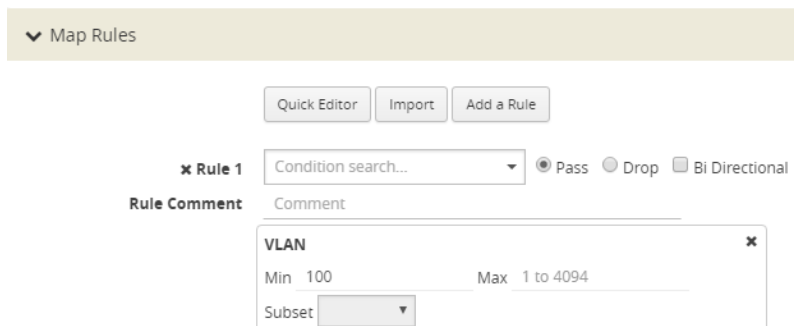 Map Rules
Quick Editor Import Add a Rule
Rule 1 Condition search... Pass Drop Bi Directional
Rule Comment Comment
VLAN
Min 100 Max 1 to 4094
Subset